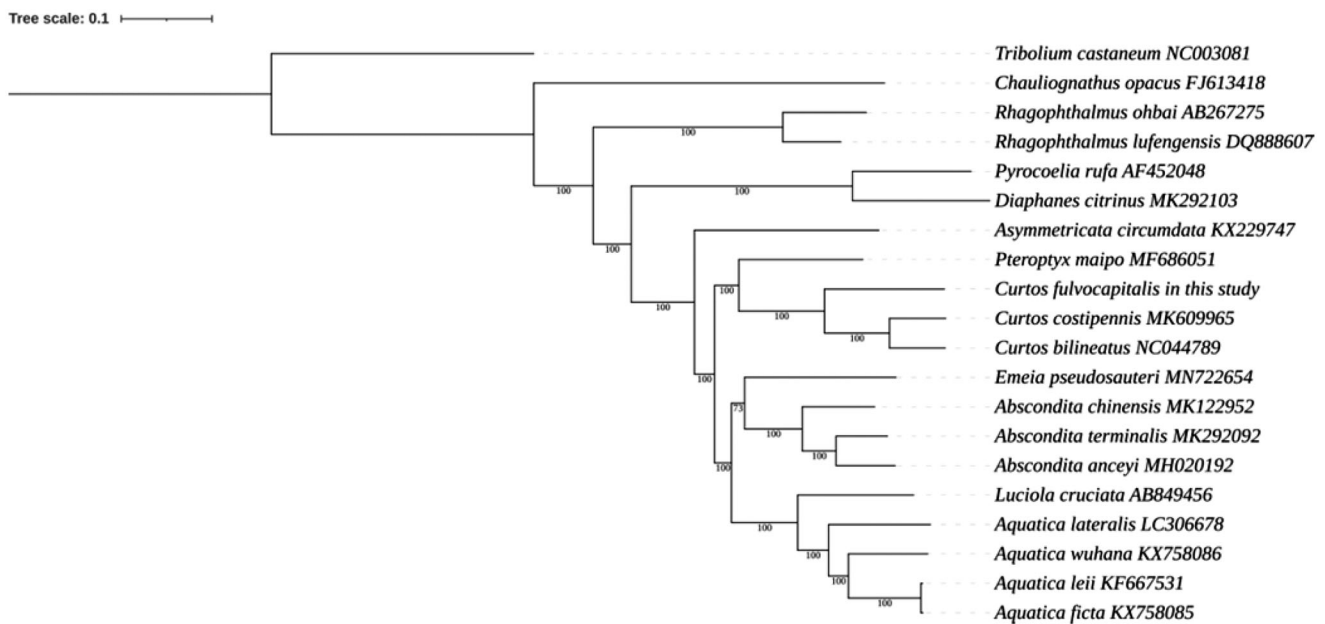 Tree scale: 0.1
Tribolium castaneum NC003081
Chauliognathus opacus FJ613418
Rhagophthalmus ohbai AB267275
100
Rhagophthalmus lufengensis DQ888607
Pyrocoelia rufa AF452048
100
100
Diaphanes citrinus MK292103
Asymmetricata circumdata KX229747
100
Pteroptyx maipo MF686051
100
Curtos fulvocapitalis in this study
100
100
Curtos costipennis MK609965
100
Curtos bilineatus NC044789
100
Emeia pseudosauteri MN722654
73
Abscondita chinensis MK122952
100
Abscondita terminalis MK292092
100
Abscondita anceyi MH020192
100
Luciola cruciata AB849456
100
Aquatica lateralis LC306678
100
Aquatica wuhana KX758086
100
Aquatica leii KF667531
100
Aquatica ficta KX758085